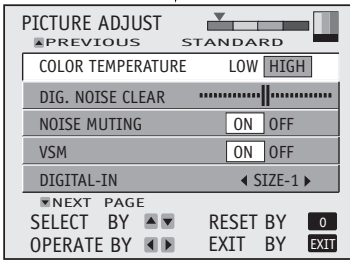 PICTURE ADJUST
PREVIOUS STANDARD
COLOR TEMPERATURE LOW HIGH
DIG. NOISE CLEAR
NOISE MUTING ON OFF
VSM ON OFF
DIGITAL-IN SIZE-1
NEXT PAGE
SELECT BY RESET BY 0
OPERATE BY EXIT BY EXIT